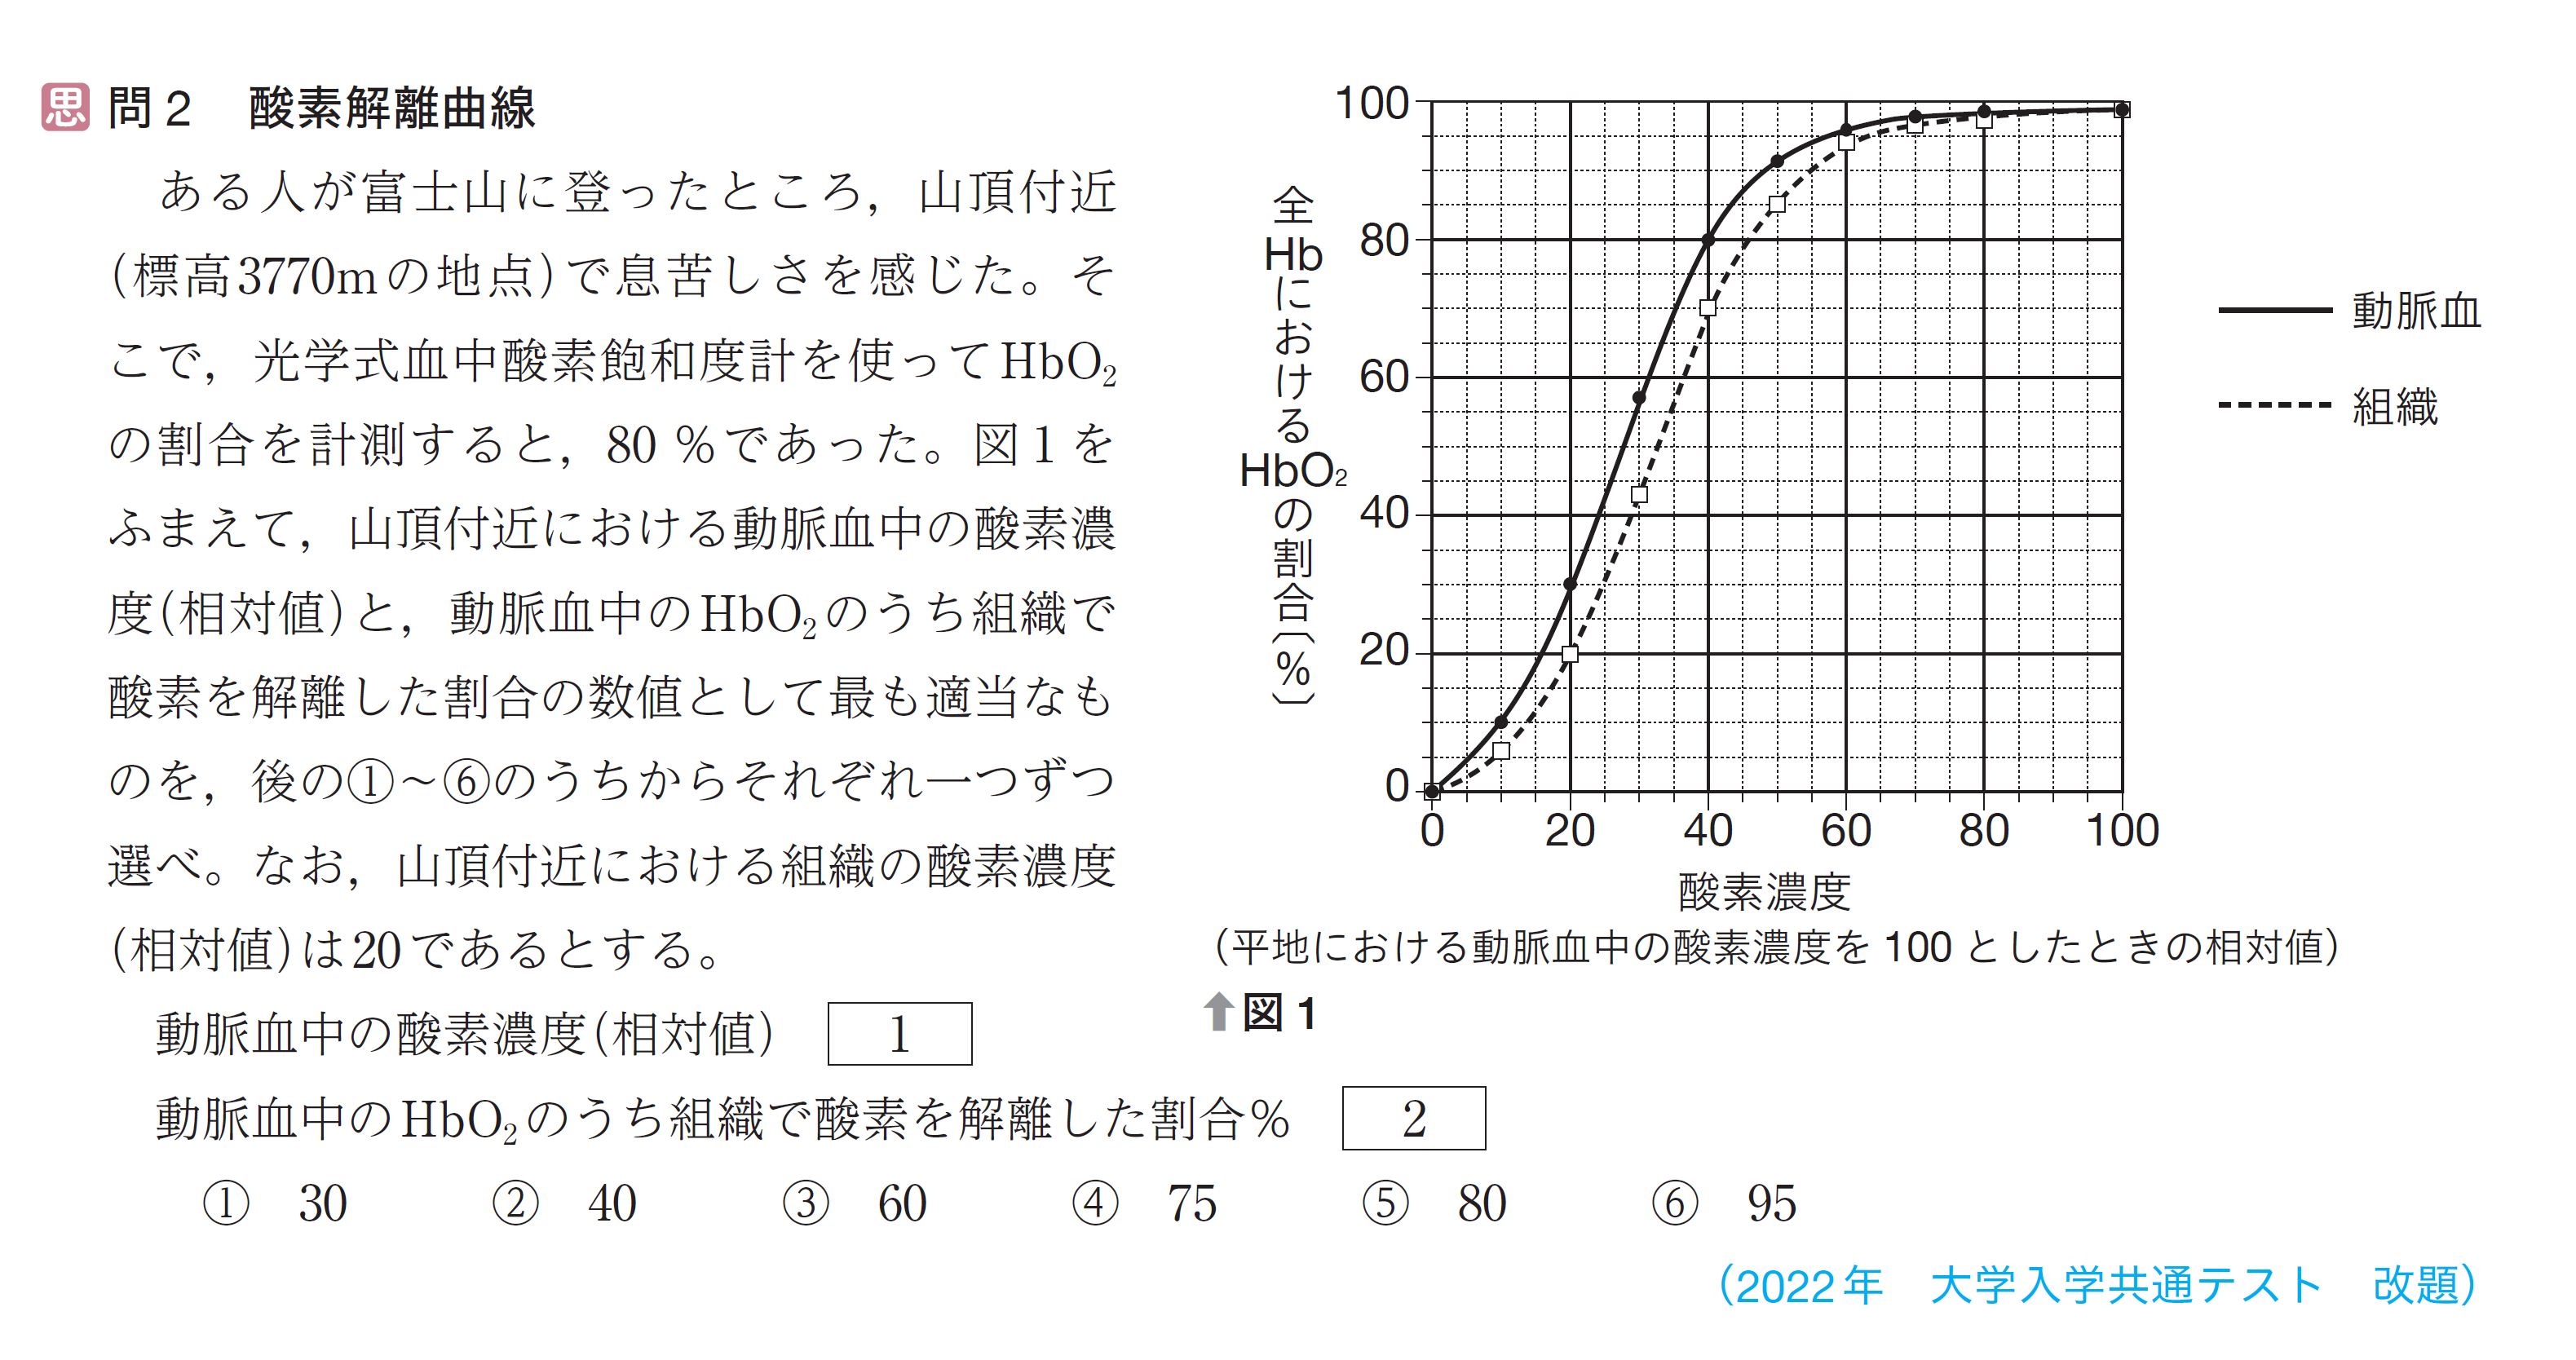 思 問2 酸素解離曲線
ある人が富士山に登ったところ，山頂付近
（標高3770mの地点）で息苦しさを感じた。そ
こで，光学式血中酸素飽和度計を使ってHbO₂
の割合を計測すると，80 %であった。図1を
ふまえて，山頂付近における動脈血中の酸素濃
度（相対値）と，動脈血中のHbO₂のうち組織で
酸素を解離した割合の数値として最も適当なも
のを，後の①～⑥のうちからそれぞれ一つずつ
選べ。なお，山頂付近における組織の酸素濃度
（相対値）は20であるとする。
動脈血中の酸素濃度（相対値） 1
動脈血中のHbO₂のうち組織で酸素を解離した割合% 2
① 30 ② 40 ③ 60 ④ 75 ⑤ 80 ⑥ 95
（2022年 大学入学共通テスト 改題）
全HbにおけるHbO₂の割合〔%〕
100
80
60
40
20
0
0 20 40 60 80 100
酸素濃度
（平地における動脈血中の酸素濃度を100としたときの相対値）
動脈血
組織
図1